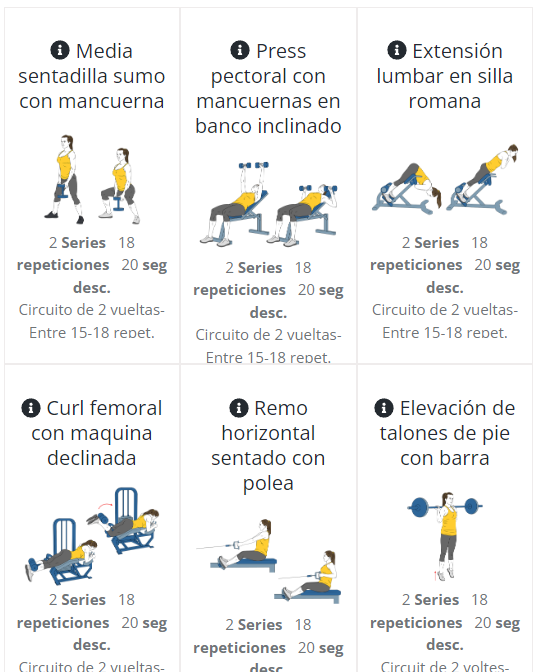 Media
sentadilla sumo
con mancuerna
2 Series 18
repeticiones 20 seg
desc.
Circuito de 2 vueltas-
Entre 15-18 repet.
Press
pectoral con
mancuernas en
banco inclinado
2 Series 18
repeticiones 20 seg
desc.
Circuito de 2 vueltas-
Entre 15-18 repet.
Extensión
lumbar en silla
romana
2 Series 18
repeticiones 20 seg
desc.
Circuito de 2 vueltas-
Entre 15-18 repet.
Curl femoral
con maquina
declinada
2 Series 18
repeticiones 20 seg
desc.
Circuito de 2 vueltas-
Remo
horizontal
sentado con
polea
2 Series 18
repeticiones 20 seg
desc.
Elevación de
talones de pie
con barra
2 Series 18
repeticiones 20 seg
desc.
Circuit de 2 voltes-